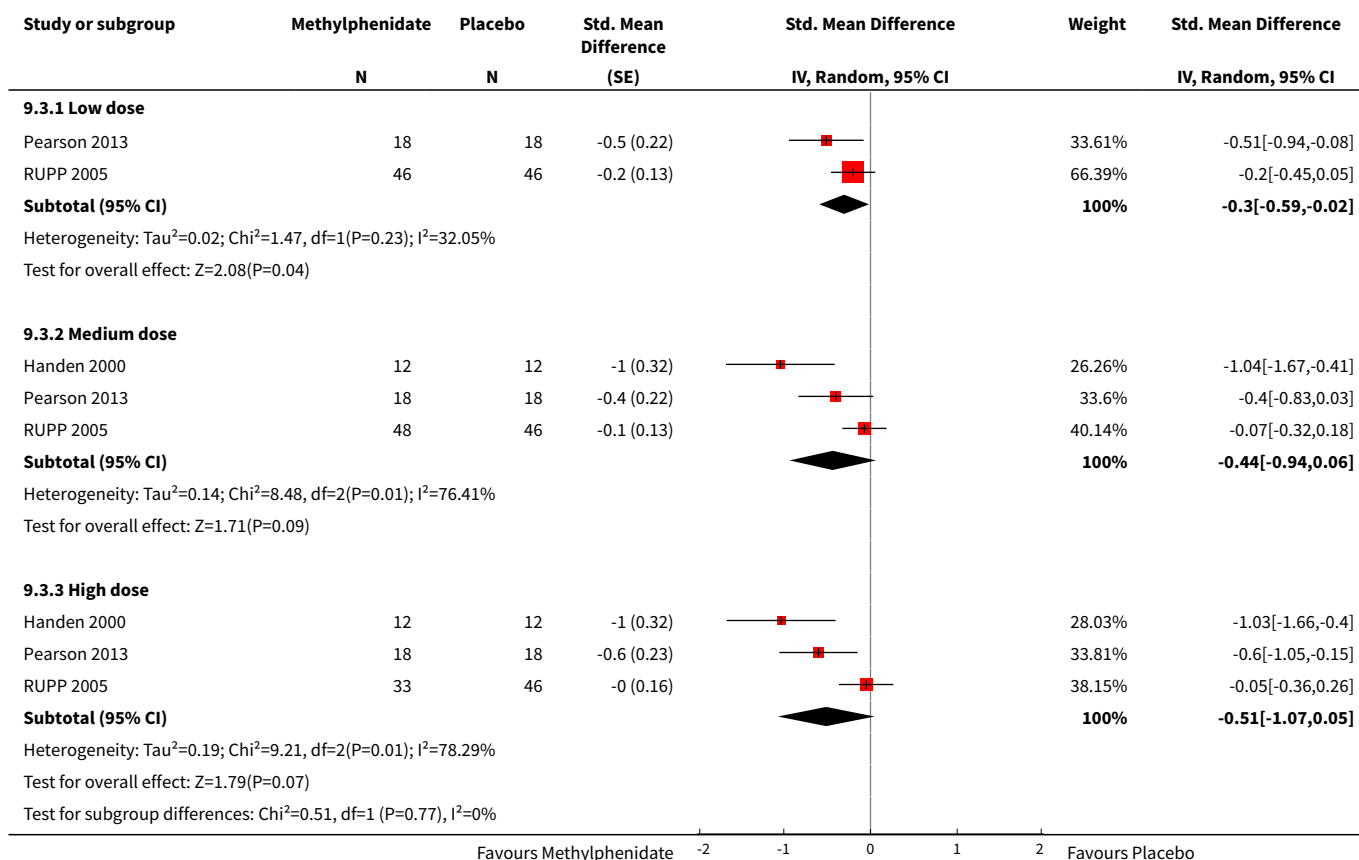 Study or subgroup Methylphenidate Placebo Std. Mean Difference Std. Mean Difference Weight Std. Mean Difference
N N (SE) IV, Random, 95% CI IV, Random, 95% CI
9.3.1 Low dose
Pearson 2013 18 18 -0.5 (0.22) 33.61% -0.51[-0.94,-0.08]
RUPP 2005 46 46 -0.2 (0.13) 66.39% -0.2[-0.45,0.05]
Subtotal (95% CI) 100% -0.3[-0.59,-0.02]
Heterogeneity: Tau²=0.02; Chi²=1.47, df=1(P=0.23); I²=32.05%
Test for overall effect: Z=2.08(P=0.04)
9.3.2 Medium dose
Handen 2000 12 12 -1 (0.32) 26.26% -1.04[-1.67,-0.41]
Pearson 2013 18 18 -0.4 (0.22) 33.6% -0.4[-0.83,0.03]
RUPP 2005 48 46 -0.1 (0.13) 40.14% -0.07[-0.32,0.18]
Subtotal (95% CI) 100% -0.44[-0.94,0.06]
Heterogeneity: Tau²=0.14; Chi²=8.48, df=2(P=0.01); I²=76.41%
Test for overall effect: Z=1.71(P=0.09)
9.3.3 High dose
Handen 2000 12 12 -1 (0.32) 28.03% -1.03[-1.66,-0.4]
Pearson 2013 18 18 -0.6 (0.23) 33.81% -0.6[-1.05,-0.15]
RUPP 2005 33 46 -0 (0.16) 38.15% -0.05[-0.36,0.26]
Subtotal (95% CI) 100% -0.51[-1.07,0.05]
Heterogeneity: Tau²=0.19; Chi²=9.21, df=2(P=0.01); I²=78.29%
Test for overall effect: Z=1.79(P=0.07)
Test for subgroup differences: Chi²=0.51, df=1 (P=0.77), I²=0%
Favours Methylphenidate -2 -1 0 1 2 Favours Placebo